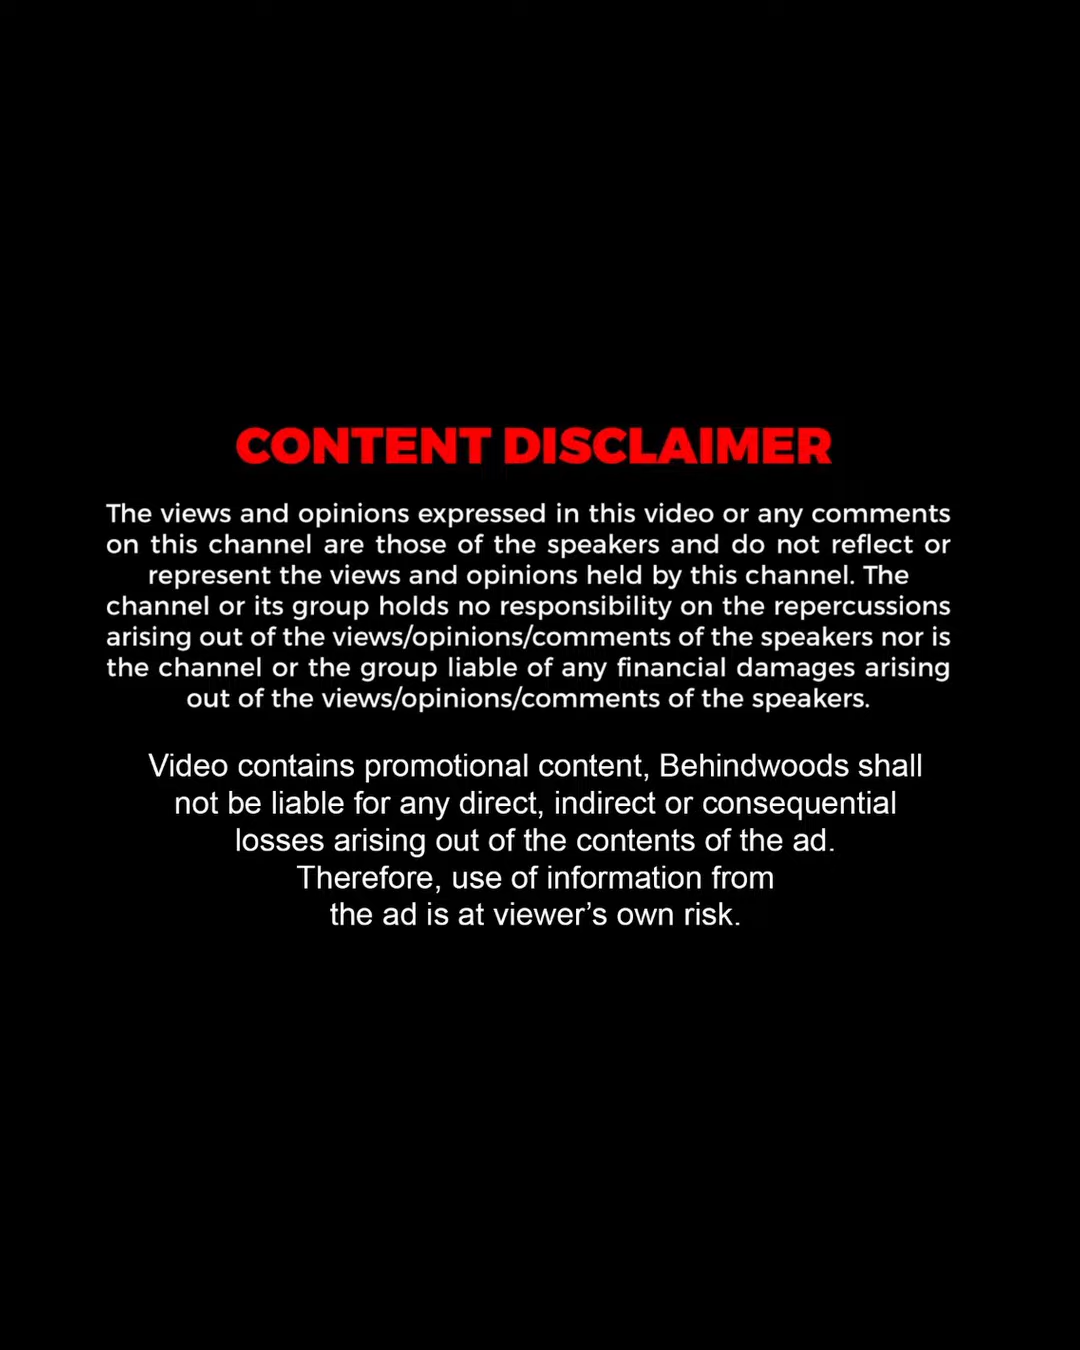 CONTENT DISCLAIMER
The views and opinions expressed in this video or any comments
on this channel are those of the speakers and do not reflect or
represent the views and opinions held by this channel. The
channel or its group holds no responsibility on the repercussions
arising out of the views/opinions/comments of the speakers nor is
the channel or the group liable of any financial damages arising
out of the views/opinions/comments of the speakers.
Video contains promotional content, Behindwoods shall
not be liable for any direct, indirect or consequential
losses arising out of the contents of the ad.
Therefore, use of information from
the ad is at viewer’s own risk.